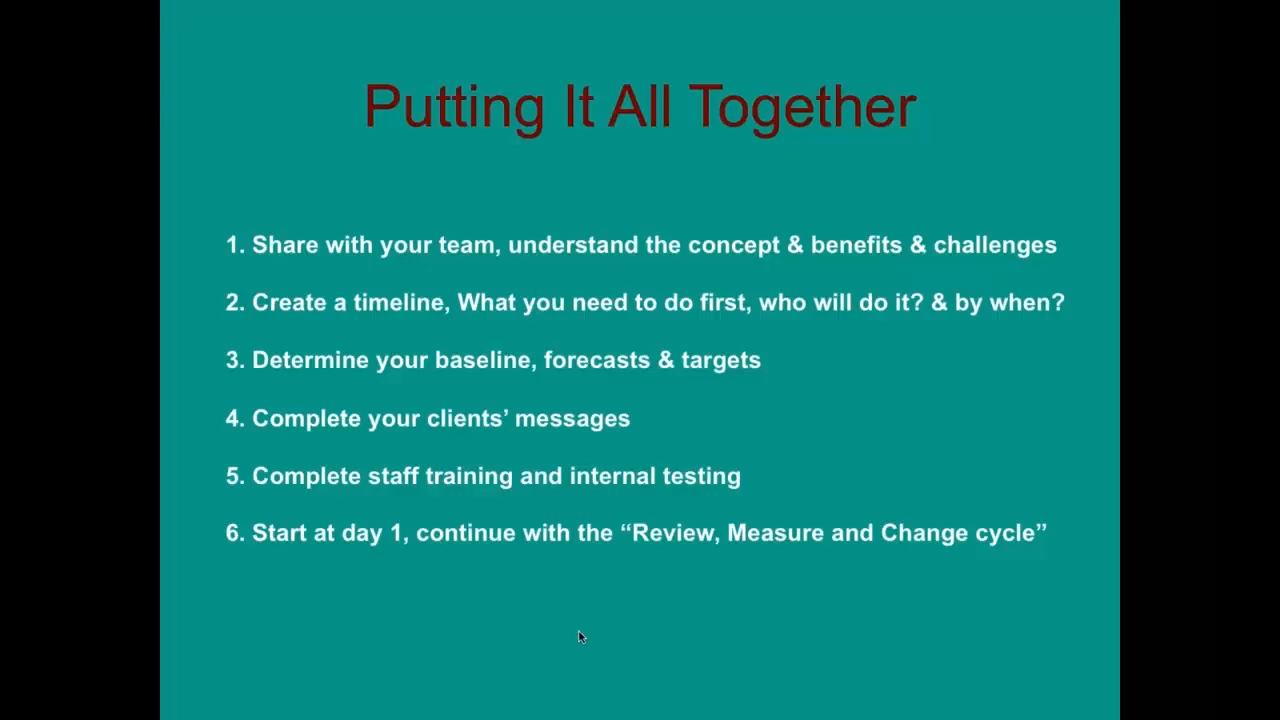 Putting It All Together
1. Share with your team, understand the concept & benefits & challenges
2. Create a timeline, What you need to do first, who will do it? & by when?
3. Determine your baseline, forecasts & targets
4. Complete your clients’ messages
5. Complete staff training and internal testing
6. Start at day 1, continue with the “Review, Measure and Change cycle”